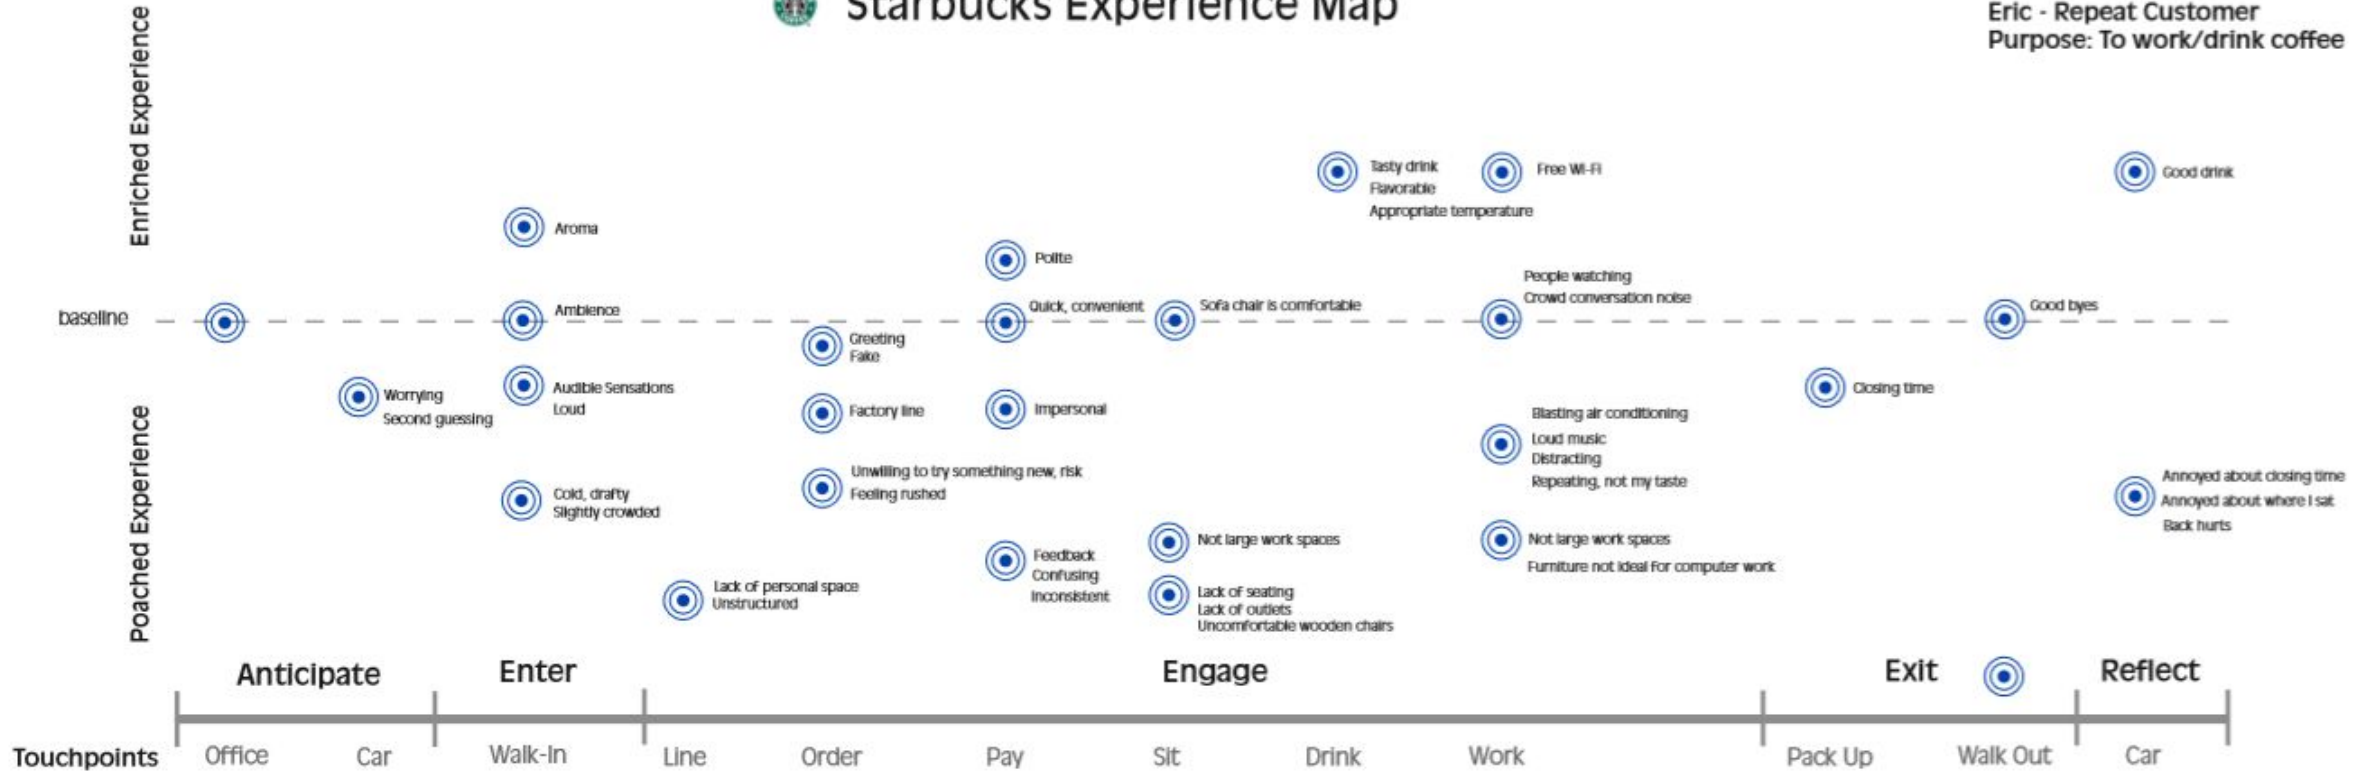 Starbucks Experience Map
Eric - Repeat Customer
Purpose: To work/drink coffee
Enriched Experience
baseline
Poached Experience
Worrying
Second guessing
Aroma
Ambience
Audible Sensations
Loud
Cold, drafty
Slightly crowded
Lack of personal space
Unstructured
Greeting
Fake
Factory line
Unwilling to try something new, risk
Feeling rushed
Polite
Quick, convenient
Impersonal
Feedback
Confusing
Inconsistent
Sofa chair is comfortable
Not large work spaces
Lack of seating
Lack of outlets
Uncomfortable wooden chairs
Tasty drink
Flavorable
Appropriate temperature
Free Wi-Fi
People watching
Crowd conversation noise
Blasting air conditioning
Loud music
Distracting
Repeating, not my taste
Not large work spaces
Furniture not ideal for computer work
Closing time
Good byes
Good drink
Annoyed about closing time
Annoyed about where I sat
Back hurts
Anticipate Enter Engage Exit Reflect
Touchpoints Office Car Walk-In Line Order Pay Sit Drink Work Pack Up Walk Out Car